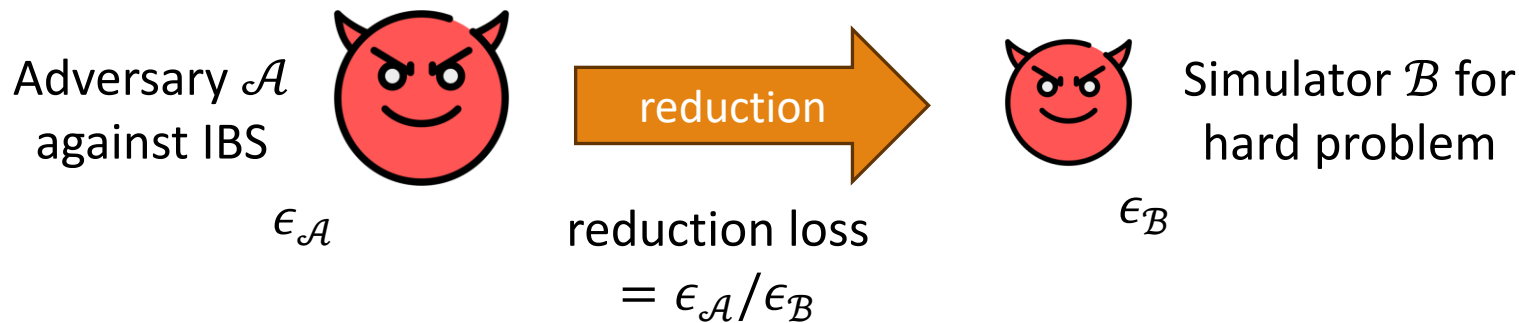 Adversary 𝒜
against IBS
ϵ𝒜
reduction
reduction loss
= ϵ𝒜/ϵℬ
Simulator ℬ for
hard problem
ϵℬ